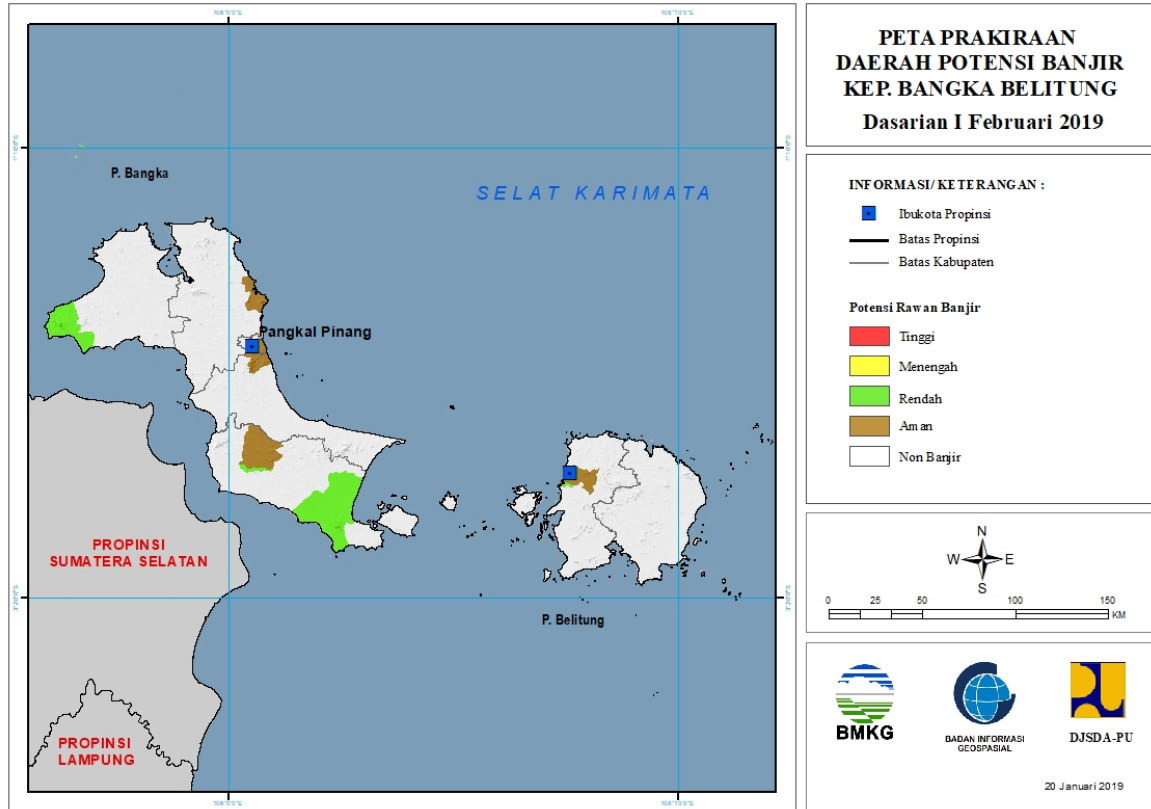 PETA PRAKIRAAN
DAERAH POTENSI BANJIR
KEP. BANGKA BELITUNG
Dasarian I Februari 2019
P. Bangka
SELAT KARIMATA
Pangkal Pinang
PROPINSI
SUMATERA SELATAN
P. Belitung
PROPINSI
LAMPUNG
INFORMASI/KETERANGAN :
Ibukota Propinsi
Batas Propinsi
Batas Kabupaten
Potensi Rawan Banjir
Tinggi
Menengah
Rendah
Aman
Non Banjir
N
W E
S
0 25 50 100 150
KM
BMKG
BADAN INFORMASI
GEOSPASIAL
DJSDA-PU
20 Januari 2019